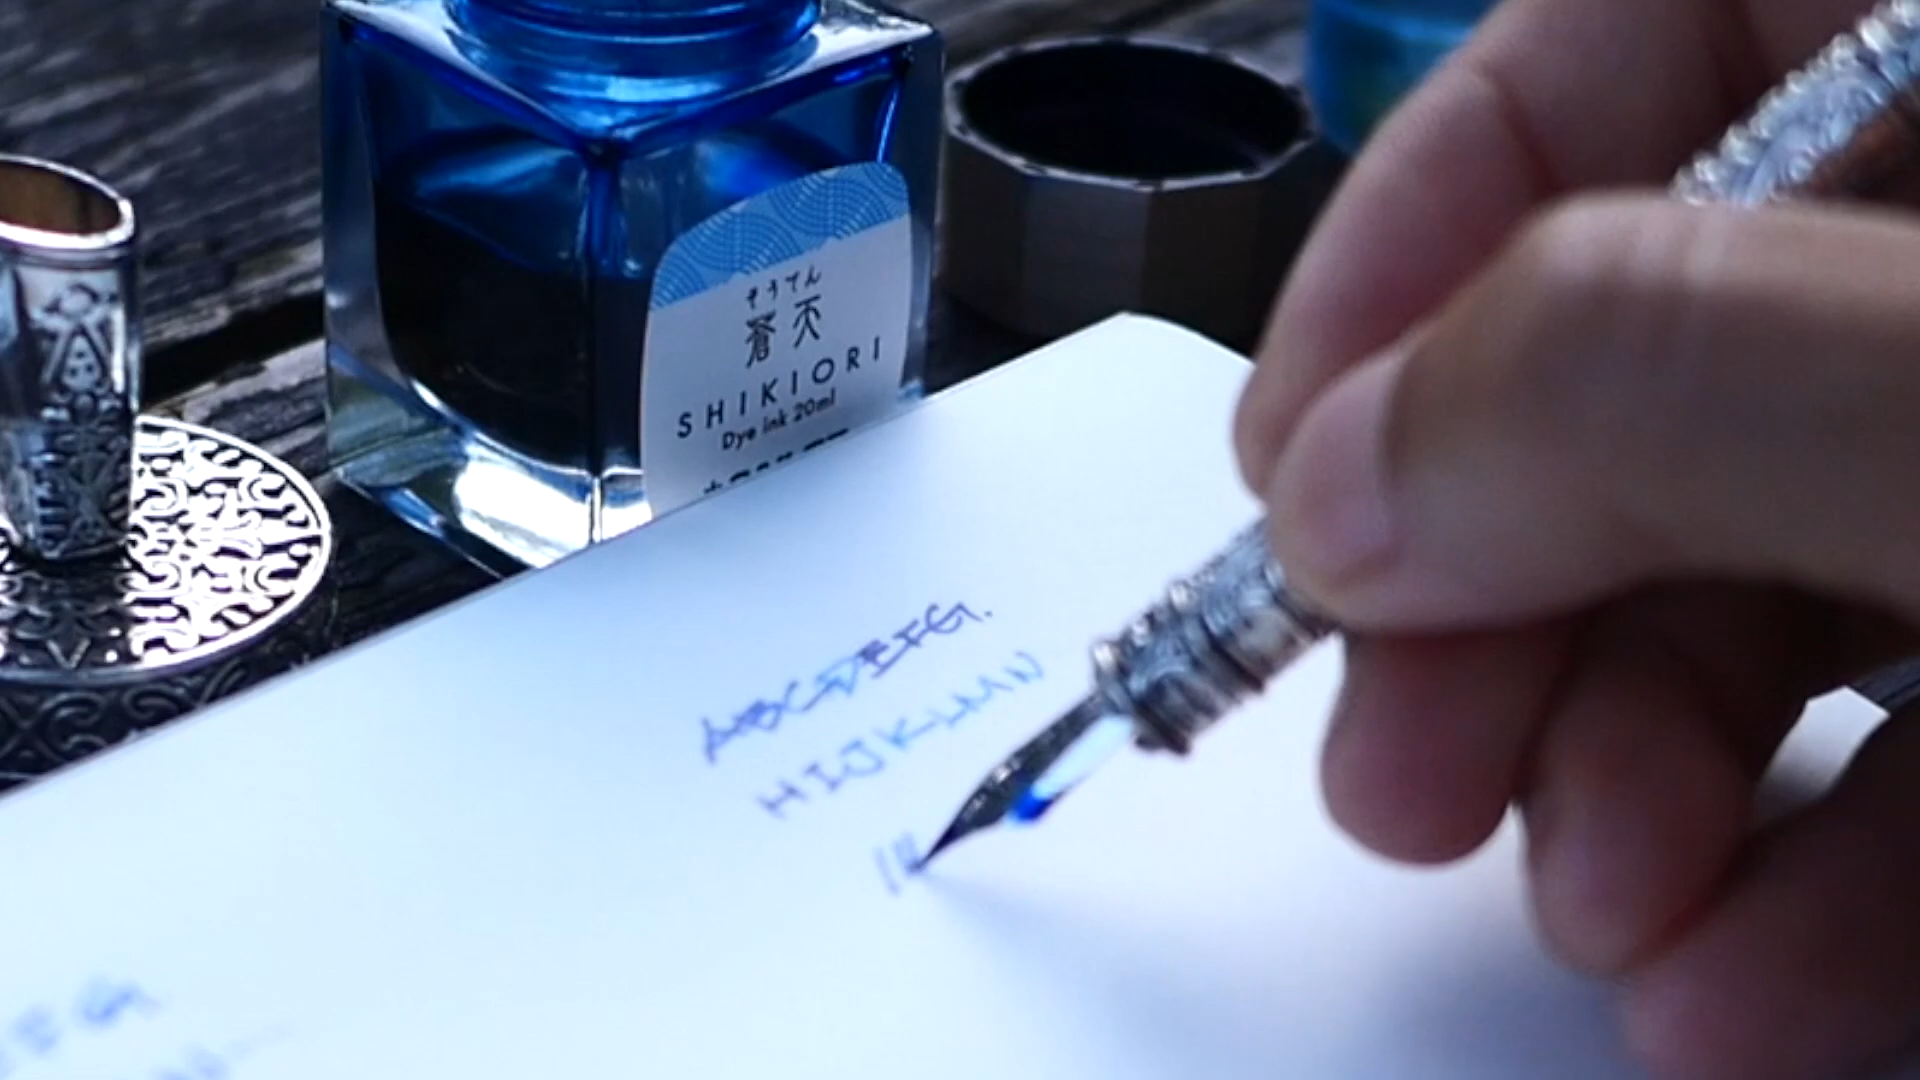 そうてん
蒼天
SHIKIORI
Dye ink 20ml
ABCDEFG.
HIJKLMN